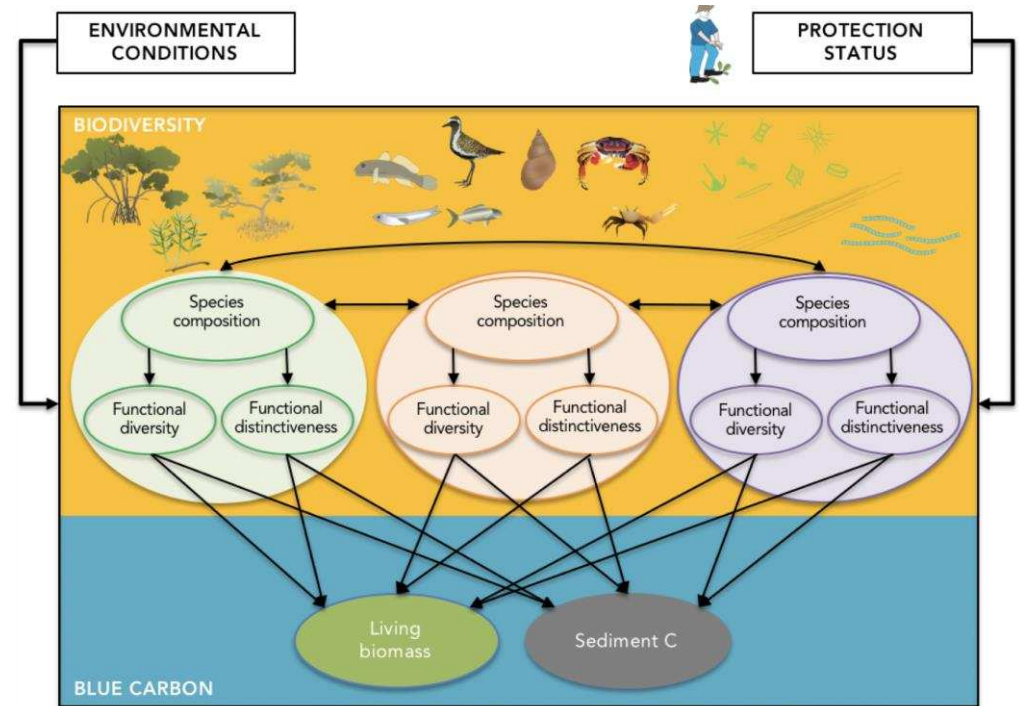 ENVIRONMENTAL
CONDITIONS
PROTECTION
STATUS
BIODIVERSITY
Species
composition
Species
composition
Species
composition
Functional
diversity
Functional
distinctiveness
Functional
diversity
Functional
distinctiveness
Functional
diversity
Functional
distinctiveness
Living
biomass
Sediment C
BLUE CARBON